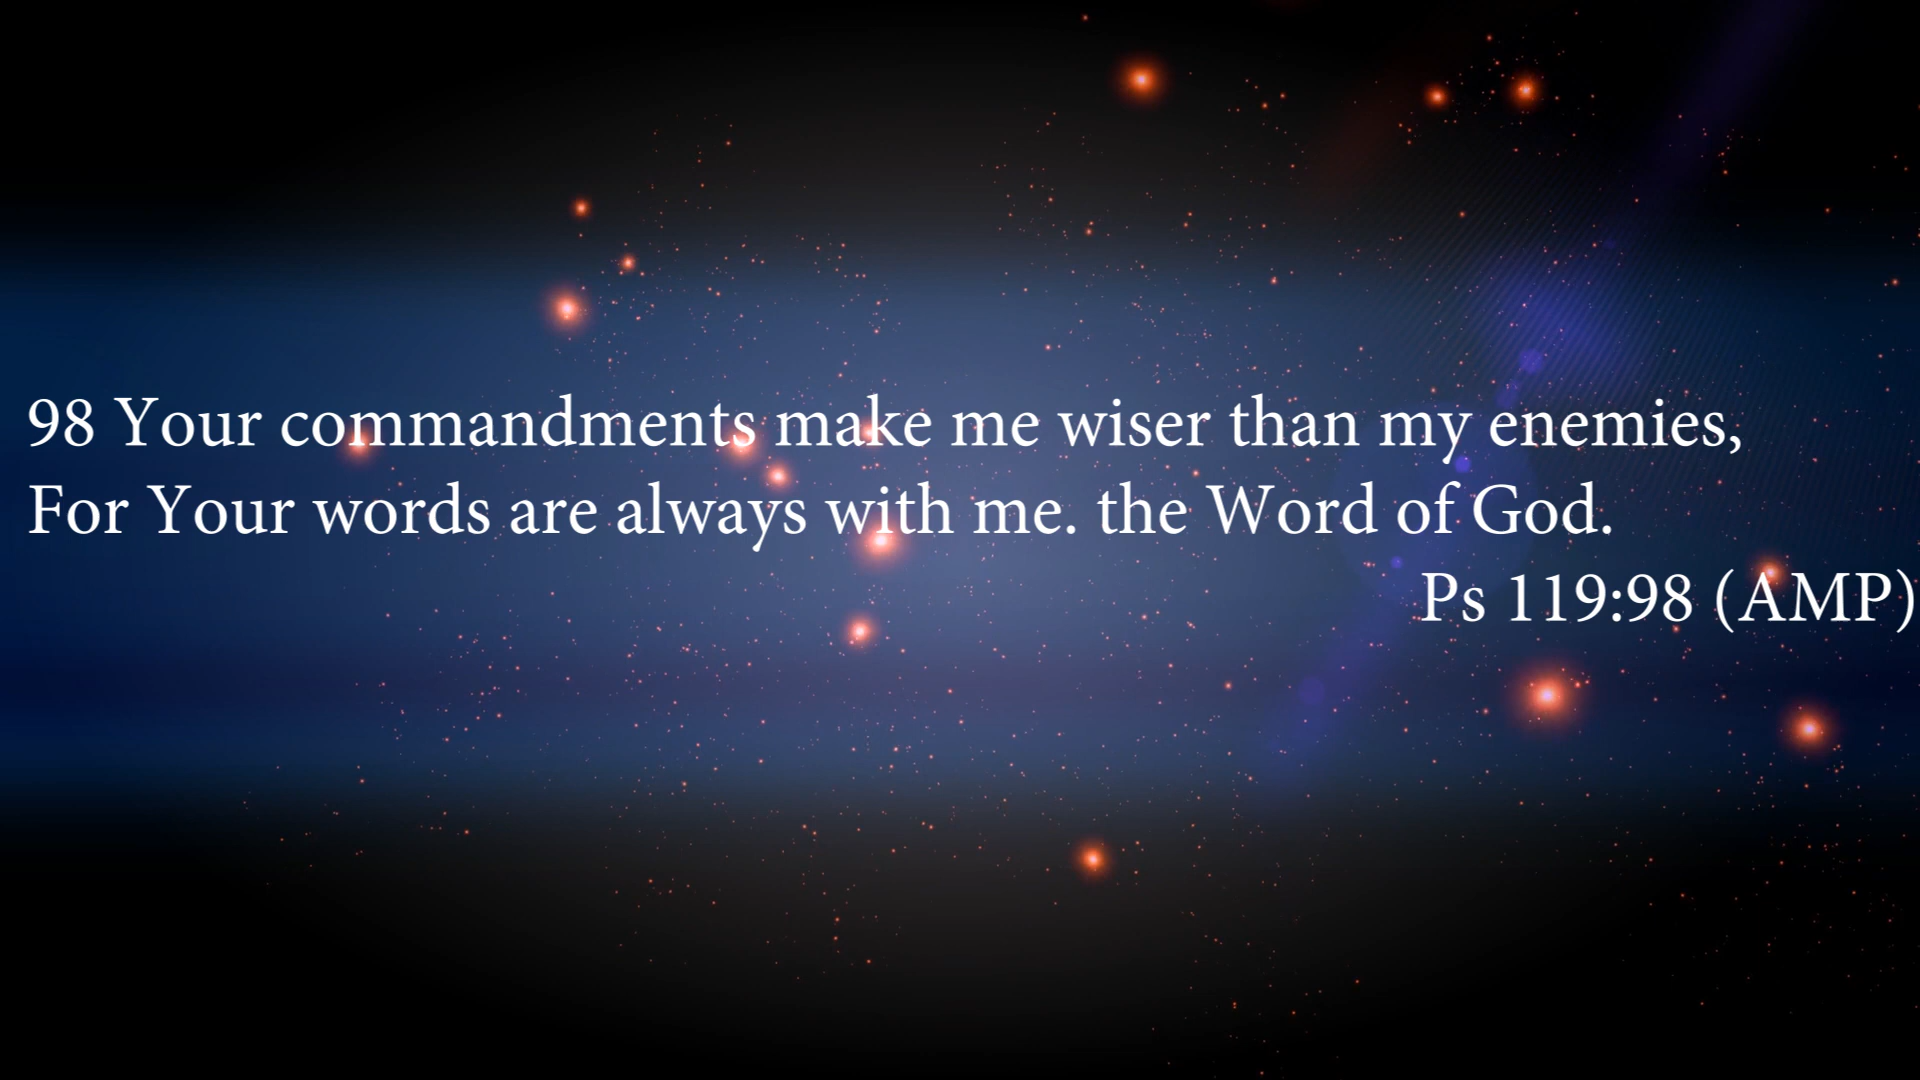 98 Your commandments make me wiser than my enemies,
For Your words are always with me. the Word of God.
Ps 119:98 (AMP)